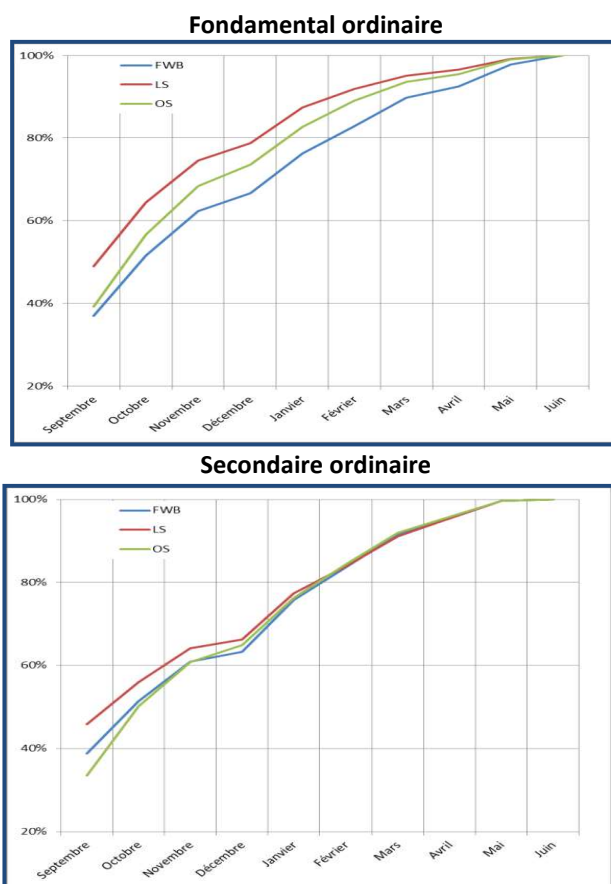 Fondamental ordinaire
100%
FWB
LS
OS
80%
60%
40%
20%
Septembre
Octobre
Novembre
Décembre
Janvier
Février
Mars
Avril
Mai
Juin
Secondaire ordinaire
100%
FWB
LS
OS
80%
60%
40%
20%
Septembre
Octobre
Novembre
Décembre
Janvier
Février
Mars
Avril
Mai
Juin